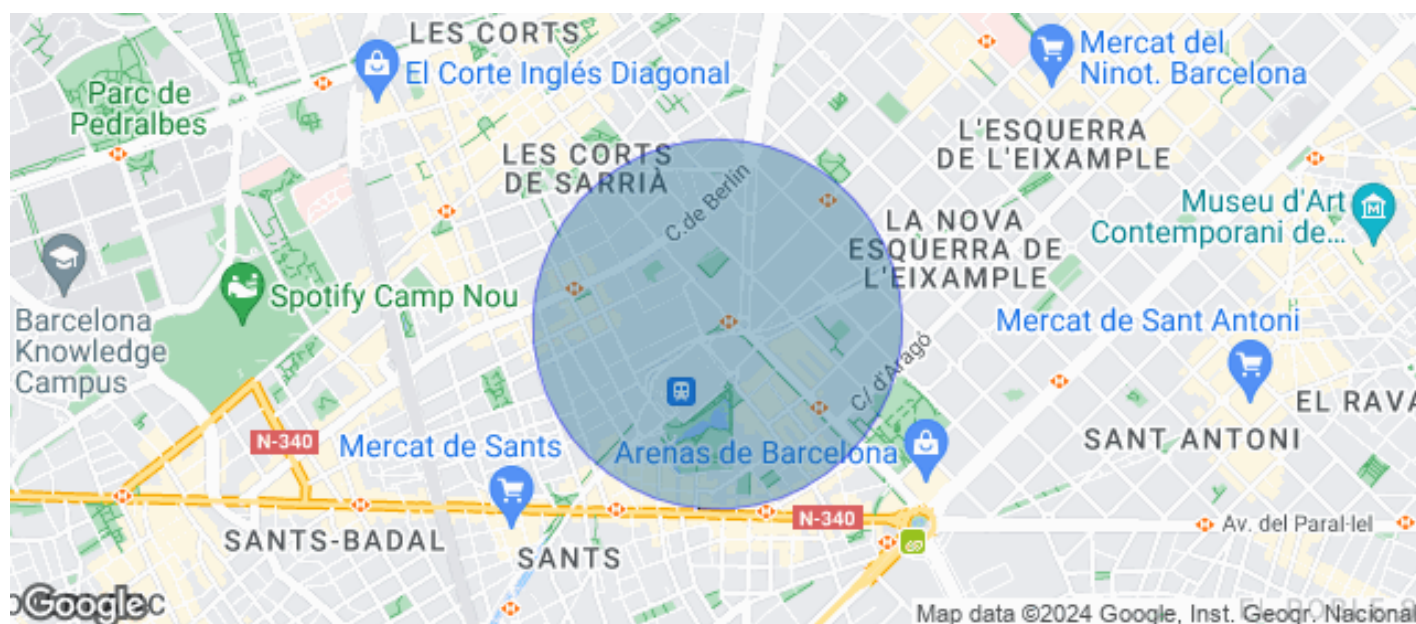 LES CORTS
El Corte Inglés Diagonal
Mercat del
Ninot. Barcelona
Parc de
Pedralbes
L'ESQUERRA
DE L'EIXAMPLE
LES CORTS
DE SARRIÀ
C. de Berlin
Museu d'Art
Contemporani de...
LA NOVA
ESQUERRA DE
L'EIXAMPLE
Spotify Camp Nou
Barcelona
Knowledge
Campus
Mercat de Sant Antoni
C/ d'Aragó
EL RAVA
N-340
Mercat de Sants
Arenas de Barcelona
SANT ANTONI
N-340
Av. del Paral·lel
SANTS-BADAL
SANTS
Google
Map data ©2024 Google, Inst. Geogr. Nacional